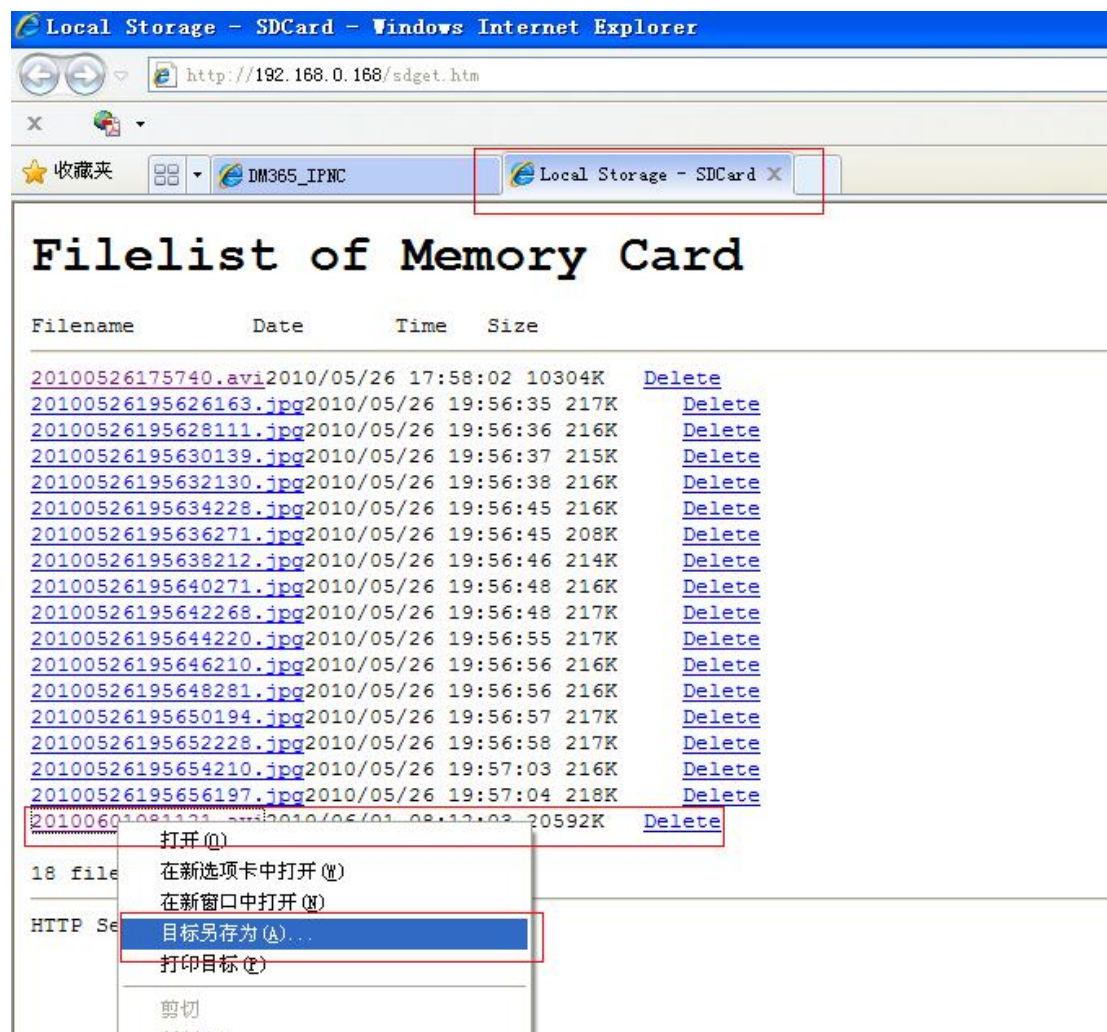 Local Storage - SDCard - Windows Internet Explorer
http://192.168.0.168/sdget.htm
收藏夹 DM365_IPNC Local Storage - SDCard
Filelist of Memory Card
Filename Date Time Size
20100526175740.avi2010/05/26 17:58:02 10304K Delete
20100526195626163.jpg2010/05/26 19:56:35 217K Delete
20100526195628111.jpg2010/05/26 19:56:36 216K Delete
20100526195630139.jpg2010/05/26 19:56:37 215K Delete
20100526195632130.jpg2010/05/26 19:56:38 216K Delete
20100526195634228.jpg2010/05/26 19:56:45 216K Delete
20100526195636271.jpg2010/05/26 19:56:45 208K Delete
20100526195638212.jpg2010/05/26 19:56:46 214K Delete
20100526195640271.jpg2010/05/26 19:56:48 216K Delete
20100526195642268.jpg2010/05/26 19:56:48 217K Delete
20100526195644220.jpg2010/05/26 19:56:55 217K Delete
20100526195646210.jpg2010/05/26 19:56:56 216K Delete
20100526195648281.jpg2010/05/26 19:56:56 216K Delete
20100526195650194.jpg2010/05/26 19:56:57 217K Delete
20100526195652228.jpg2010/05/26 19:56:58 217K Delete
20100526195654210.jpg2010/05/26 19:57:03 216K Delete
20100526195656197.jpg2010/05/26 19:57:04 218K Delete
20100601081121.avi2010/06/01 08:12:03 20592K Delete
打开(O)
18 file
在新选项卡中打开(W)
在新窗口中打开(N)
HTTP Se
目标另存为(A)...
打印目标(P)
剪切